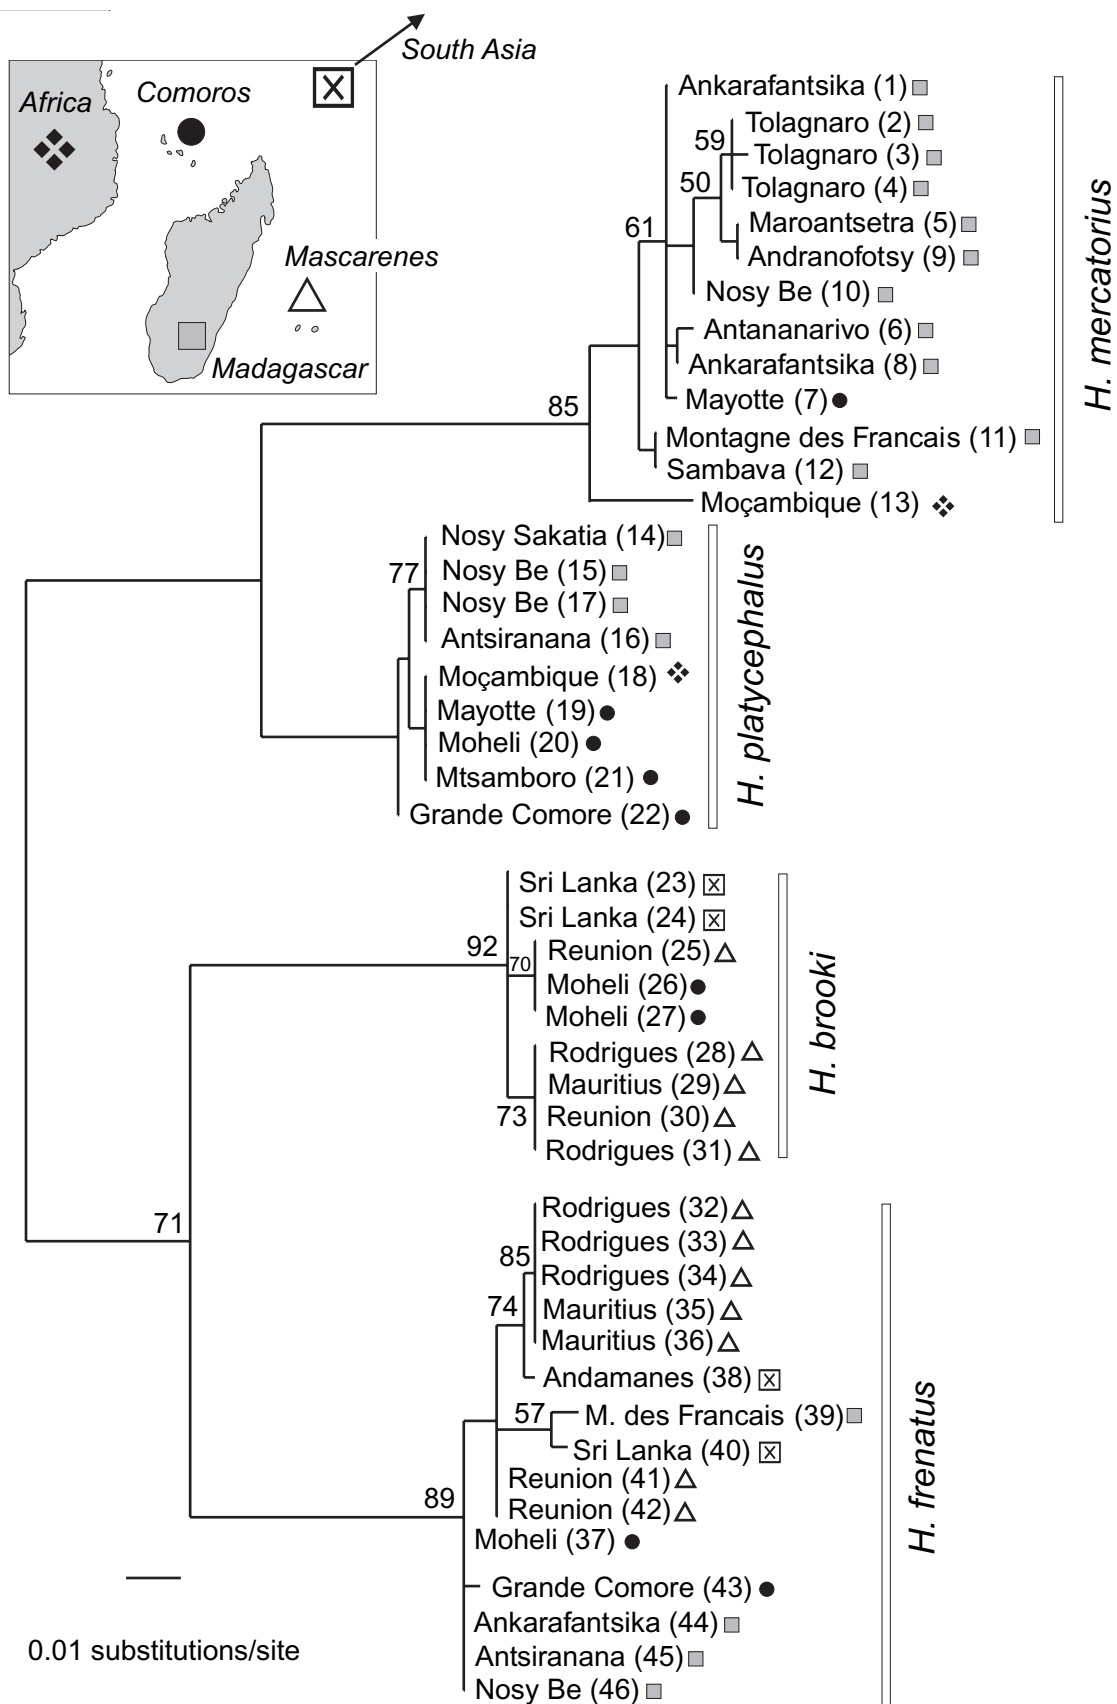 South Asia
X
Africa
Comoros
Mascarenes
Madagascar
Ankarafantsika (1)
Tolagnaro (2)
59
Tolagnaro (3)
50
Tolagnaro (4)
61
Maroantsetra (5)
Andranofotsy (9)
Nosy Be (10)
Antananarivo (6)
Ankarafantsika (8)
85
Mayotte (7)
Montagne des Francais (11)
Sambava (12)
Moçambique (13)
H. mercatorius
Nosy Sakatia (14)
77
Nosy Be (15)
Nosy Be (17)
Antsiranana (16)
Moçambique (18)
Mayotte (19)
Moheli (20)
Mtsamboro (21)
Grande Comore (22)
H. platycephalus
Sri Lanka (23) X
Sri Lanka (24) X
92
70
Reunion (25)
Moheli (26)
Moheli (27)
Rodrigues (28)
Mauritius (29)
73
Reunion (30)
Rodrigues (31)
H. brooki
71
Rodrigues (32)
Rodrigues (33)
85
Rodrigues (34)
74
Mauritius (35)
Mauritius (36)
Andamanes (38) X
57
M. des Francais (39)
Sri Lanka (40) X
Reunion (41)
89
Reunion (42)
Moheli (37)
Grande Comore (43)
Ankarafantsika (44)
Antsiranana (45)
Nosy Be (46)
H. frenatus
0.01 substitutions/site